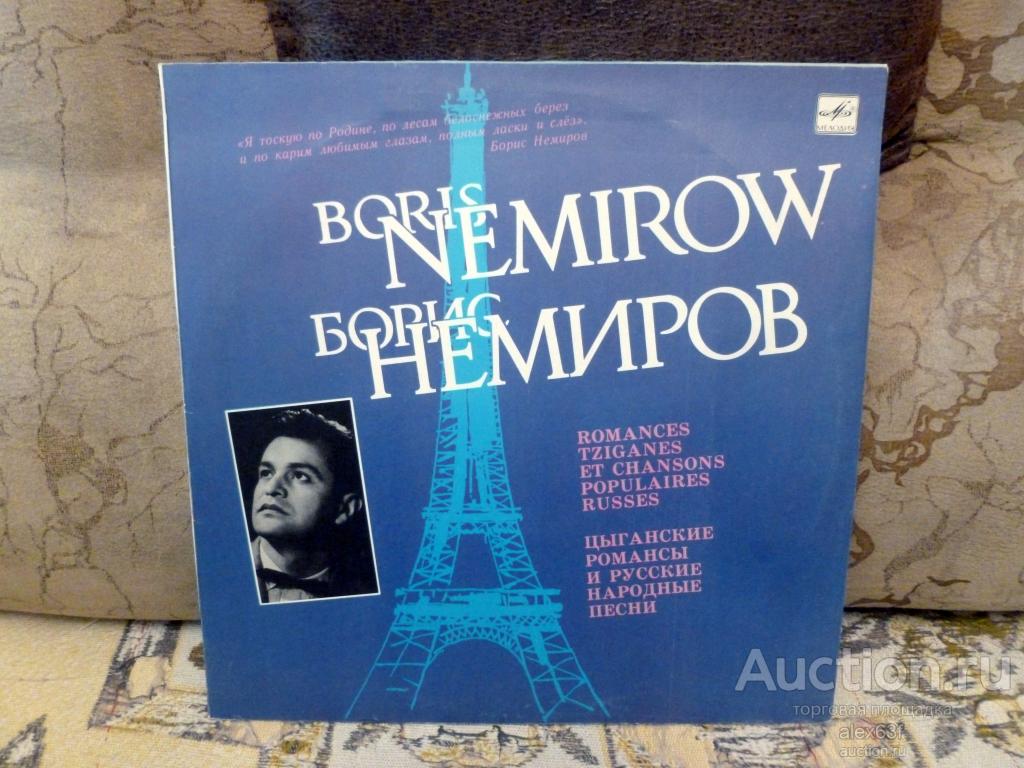 «Я тоскую по Родине, по лесам белоснежных берез
и по карим любимым глазам, полным ласки и слёз».
Борис Немиров
МЕЛОДИЯ
BORIS
NEMIROW
БОРИС
НЕМИРОВ
ROMANCES
TZIGANES
ET CHANSONS
POPULAIRES
RUSSES
ЦЫГАНСКИЕ
РОМАНСЫ
И РУССКИЕ
НАРОДНЫЕ
ПЕСНИ
Auction.ru
торговая площадка
alex63f
auction.ru